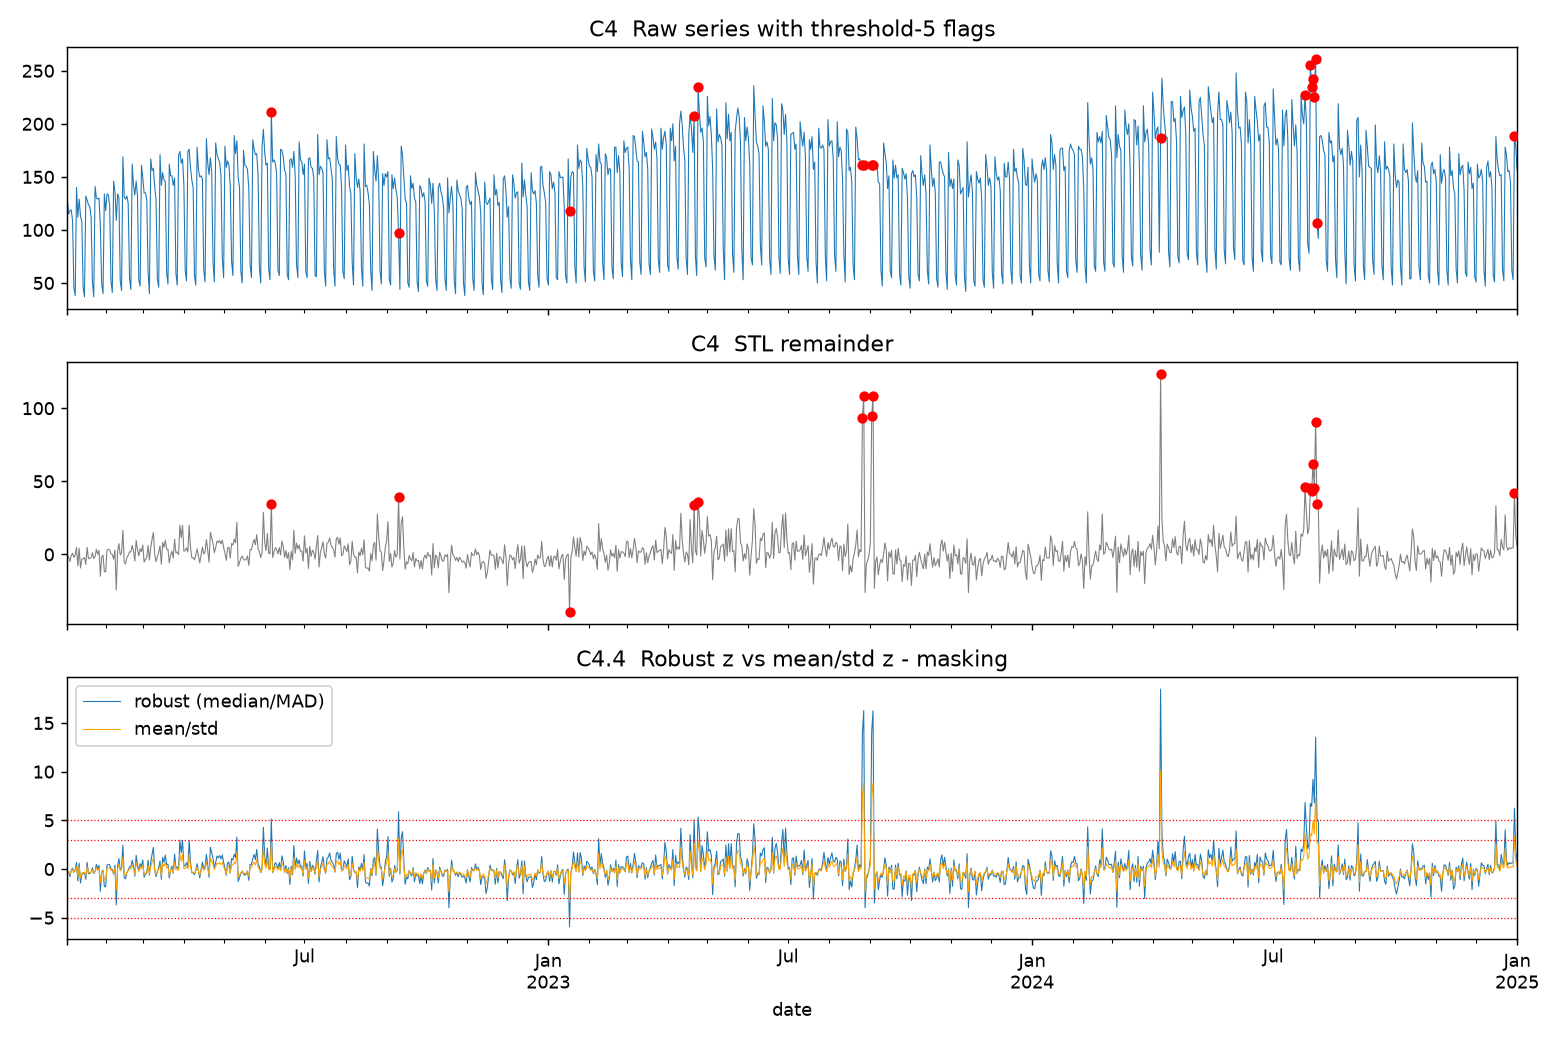 C4  Raw series with threshold-5 flags
250
200
150
100
50
C4  STL remainder
100
50
0
C4.4  Robust z vs mean/std z - masking
robust (median/MAD)
mean/std
15
10
5
0
−5
Jul
Jan
2023
Jul
Jan
2024
Jul
Jan
2025
date